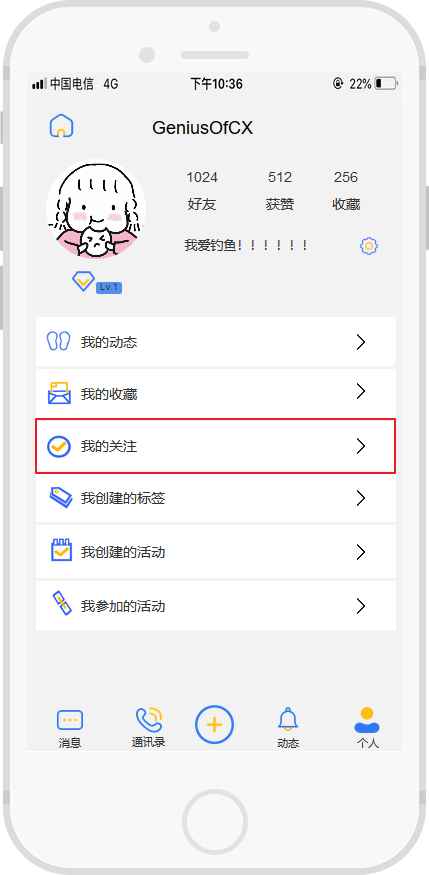 中国电信 4G 下午10:36 22%
GeniusOfCX
1024 512 256
好友 获赞 收藏
我爱钓鱼！！！！！！
Lv.1
我的动态
我的收藏
我的关注
我创建的标签
我创建的活动
我参加的活动
消息 通讯录 动态 个人